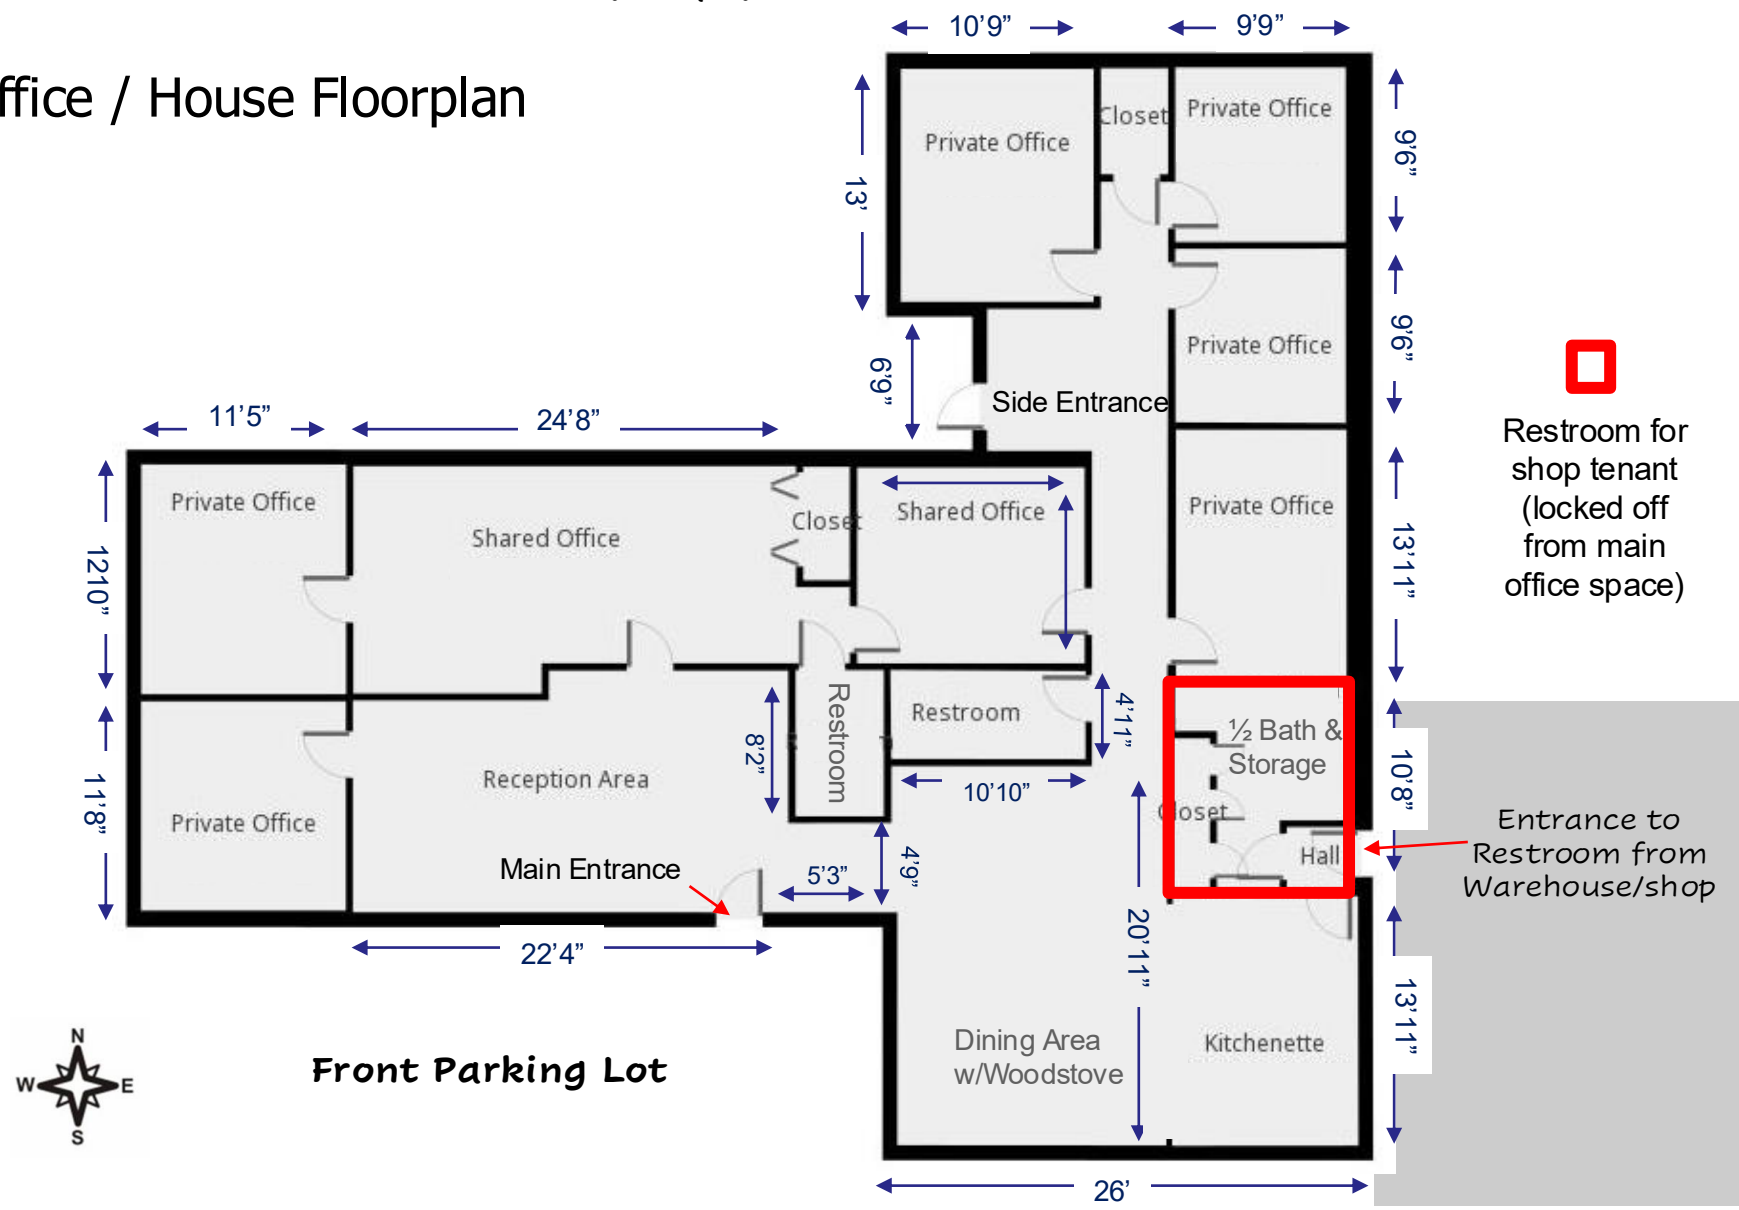 ffice / House Floorplan
10’9”
9’9”
Private Office
Closet
Private Office
13’
9’6”
Private Office
9’6”
6’9”
Side Entrance
Restroom for
shop tenant
(locked off
from main
office space)
11’5”
24’8”
Private Office
Shared Office
Closet
Shared Office
Private Office
1210”
13’11”
Restroom
Restroom
4’11”
8’2”
10’10”
½ Bath &
Storage
Closet
Hall
10’8”
Entrance to
Restroom from
Warehouse/shop
Private Office
11’8”
Reception Area
Main Entrance
5’3”
4’9”
22’4”
20’11”
13’11”
Dining Area
w/Woodstove
Kitchenette
26’
Front Parking Lot
N
W
E
S